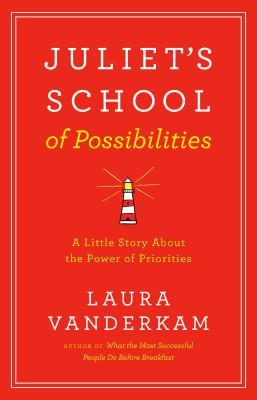 JULIET'S
SCHOOL
of Possibilities
A Little Story About
the Power of Priorities
LAURA
VANDERKAM
AUTHOR OF What the Most Successful
People Do Before Breakfast